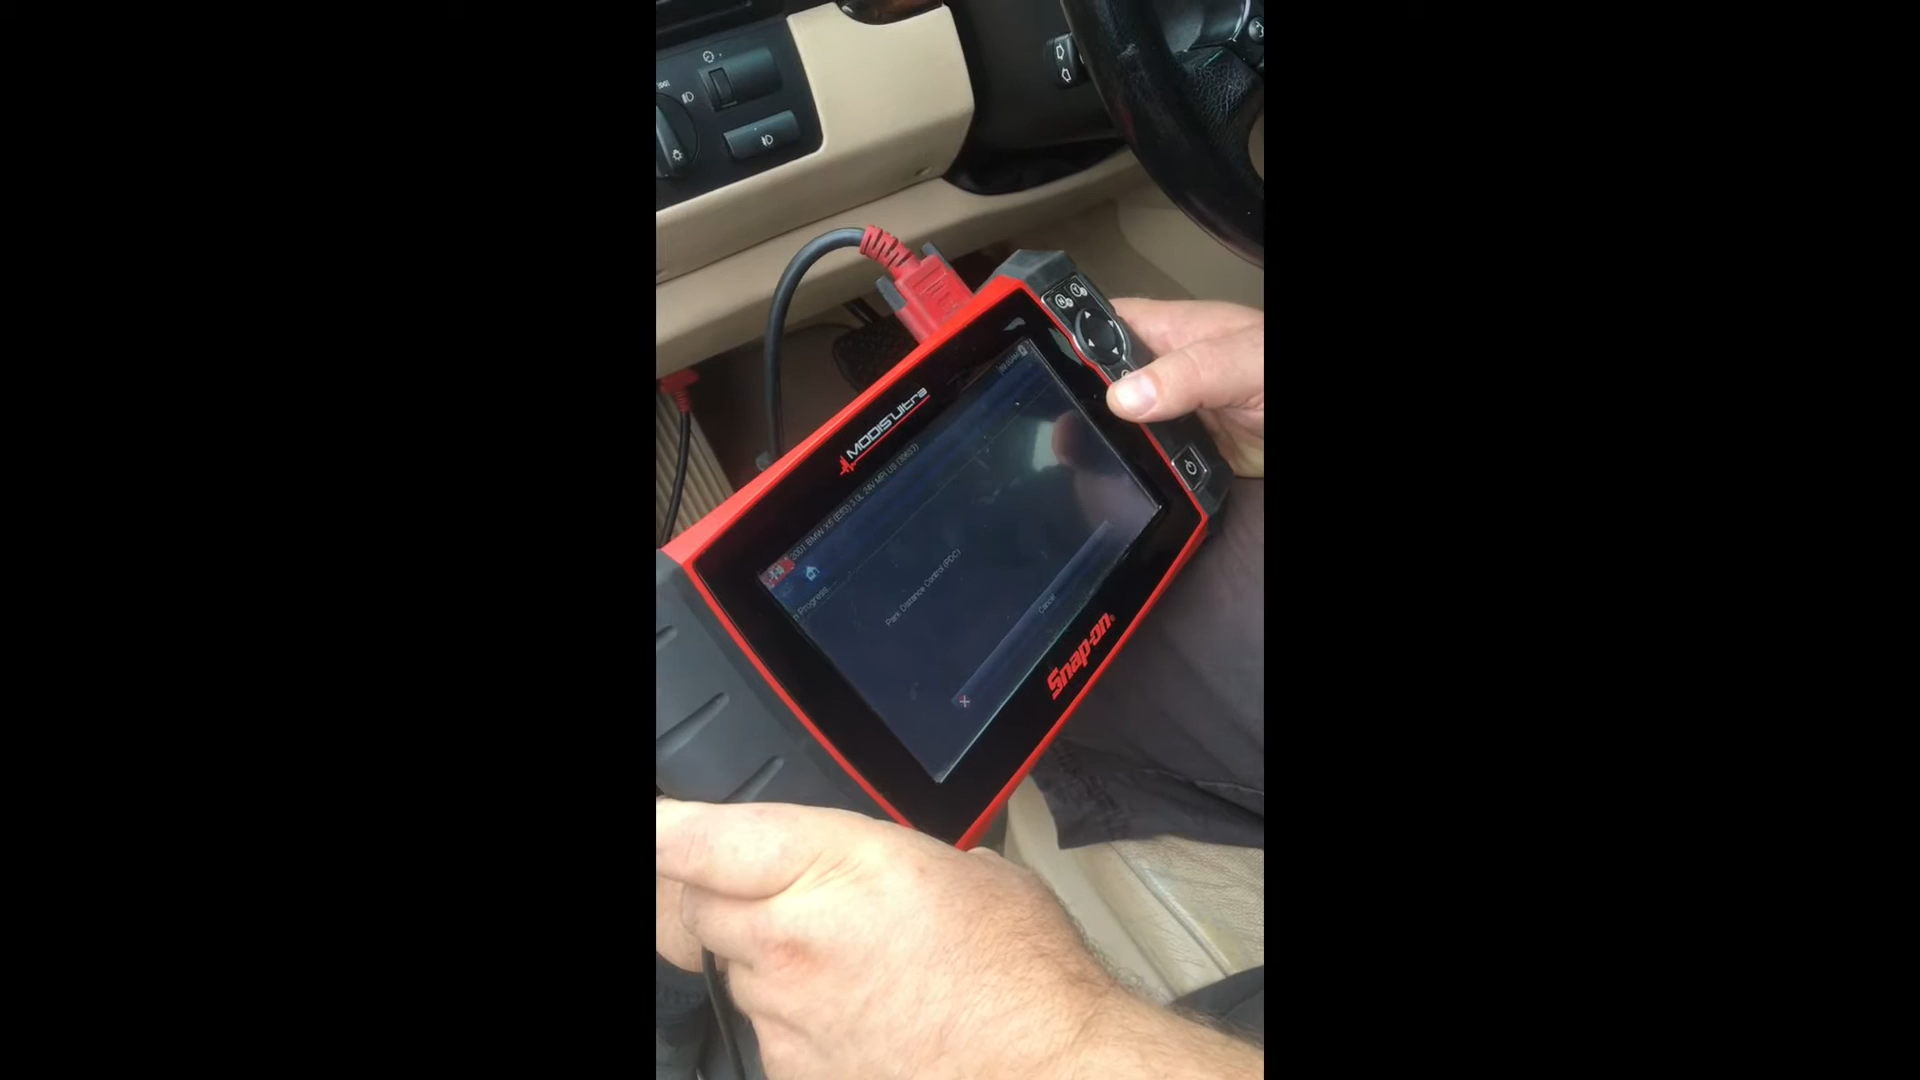 MODIS ultra
2001 BMW X5 (E53) 3.0L 24V MPI US (306S3)
n Progress...
Park Distance Control (PDC)
Cancel
Snap-on
N
Y